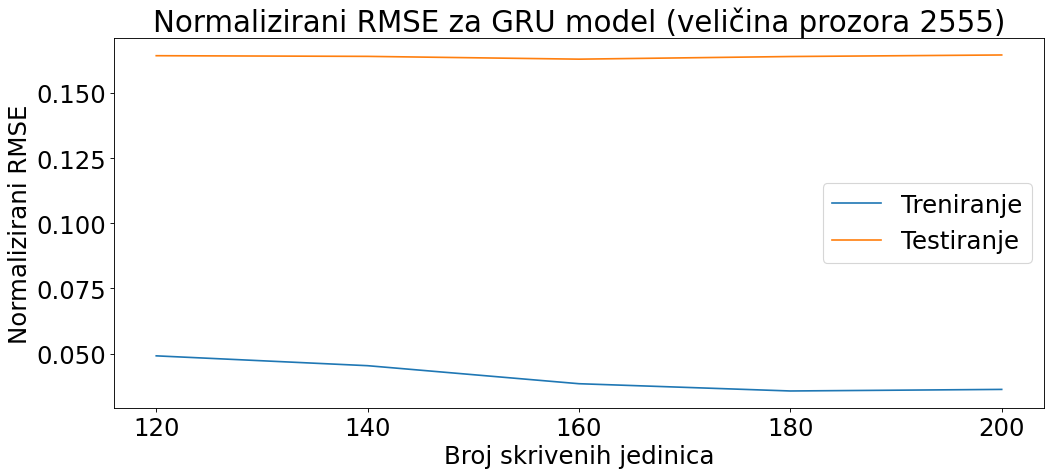 Normalizirani RMSE za GRU model (veličina prozora 2555)
Normalizirani RMSE
0.150
0.125
0.100
0.075
0.050
Treniranje
Testiranje
120 140 160 180 200
Broj skrivenih jedinica